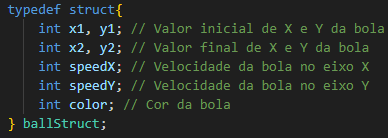 typedef struct{
int x1, y1; // Valor inicial de X e Y da bola
int x2, y2; // Valor final de X e Y da bola
int speedX; // Velocidade da bola no eixo X
int speedY; // Velocidade da bola no eixo Y
int color; // Cor da bola
} ballStruct;